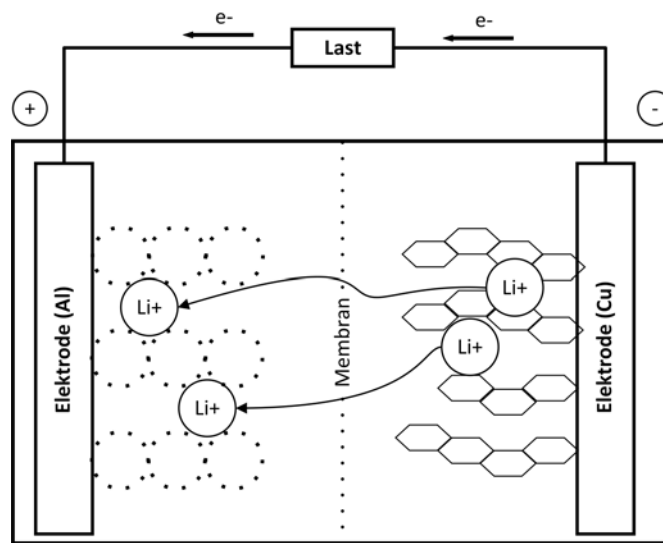 e-
e-
Last
+
-
Elektrode (Al)
Li+
Li+
Membran
Li+
Li+
Elektrode (Cu)